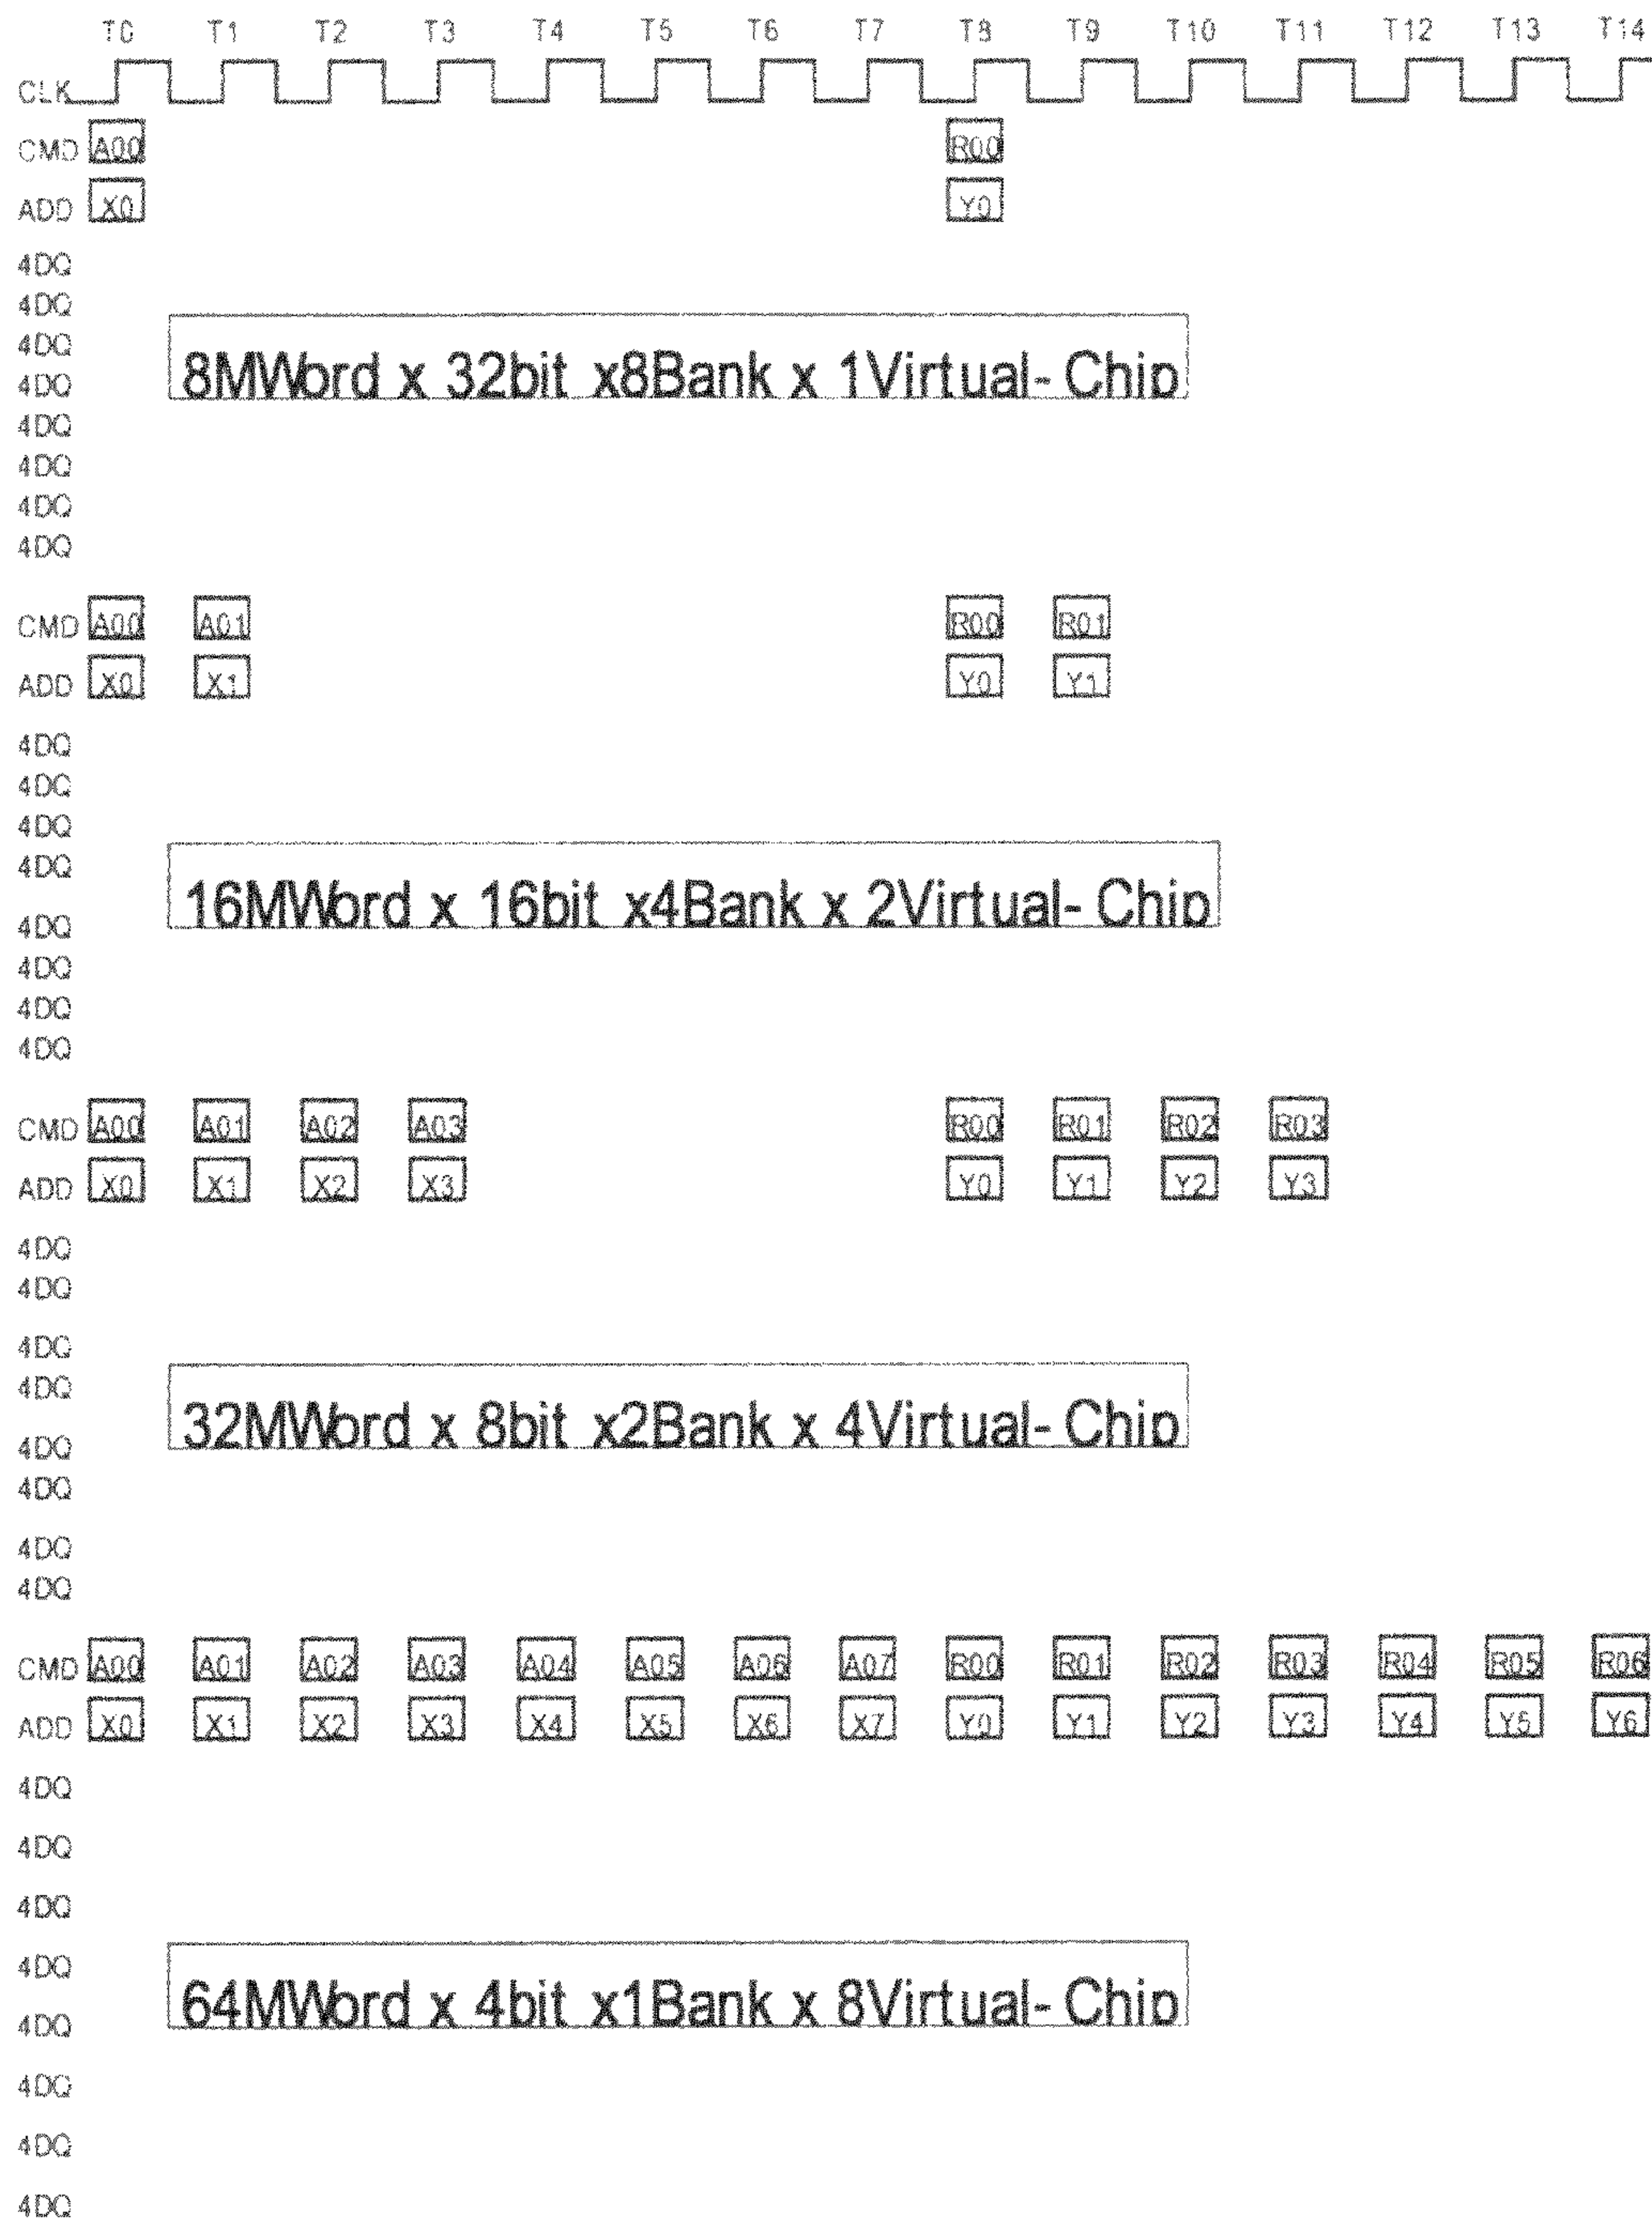 T0 T1 T2 T3 T4 T5 T6 T7 T8 T9 T10 T11 T12 T13 T14
CLK
CMD A00 R00
ADD X0 Y0
4DQ
4DQ
4DQ
4DQ
4DQ
4DQ
4DQ
4DQ
8MWord x 32bit x8Bank x 1Virtual- Chip
CMD A00 A01 R00 R01
ADD X0 X1 Y0 Y1
4DQ
4DQ
4DQ
4DQ
16MWord x 16bit x4Bank x 2Virtual- Chip
4DQ
4DQ
4DQ
4DQ
CMD A00 A01 A02 A03 R00 R01 R02 R03
ADD X0 X1 X2 X3 Y0 Y1 Y2 Y3
4DQ
4DQ
4DQ
4DQ
32MWord x 8bit x2Bank x 4Virtual- Chip
4DQ
4DQ
4DQ
4DQ
CMD A00 A01 A02 A03 A04 A05 A06 A07 R00 R01 R02 R03 R04 R05 R06
ADD X0 X1 X2 X3 X4 X5 X6 X7 Y0 Y1 Y2 Y3 Y4 Y5 Y6
4DQ
4DQ
4DQ
4DQ
64MWord x 4bit x1Bank x 8Virtual- Chip
4DQ
4DQ
4DQ
4DQ